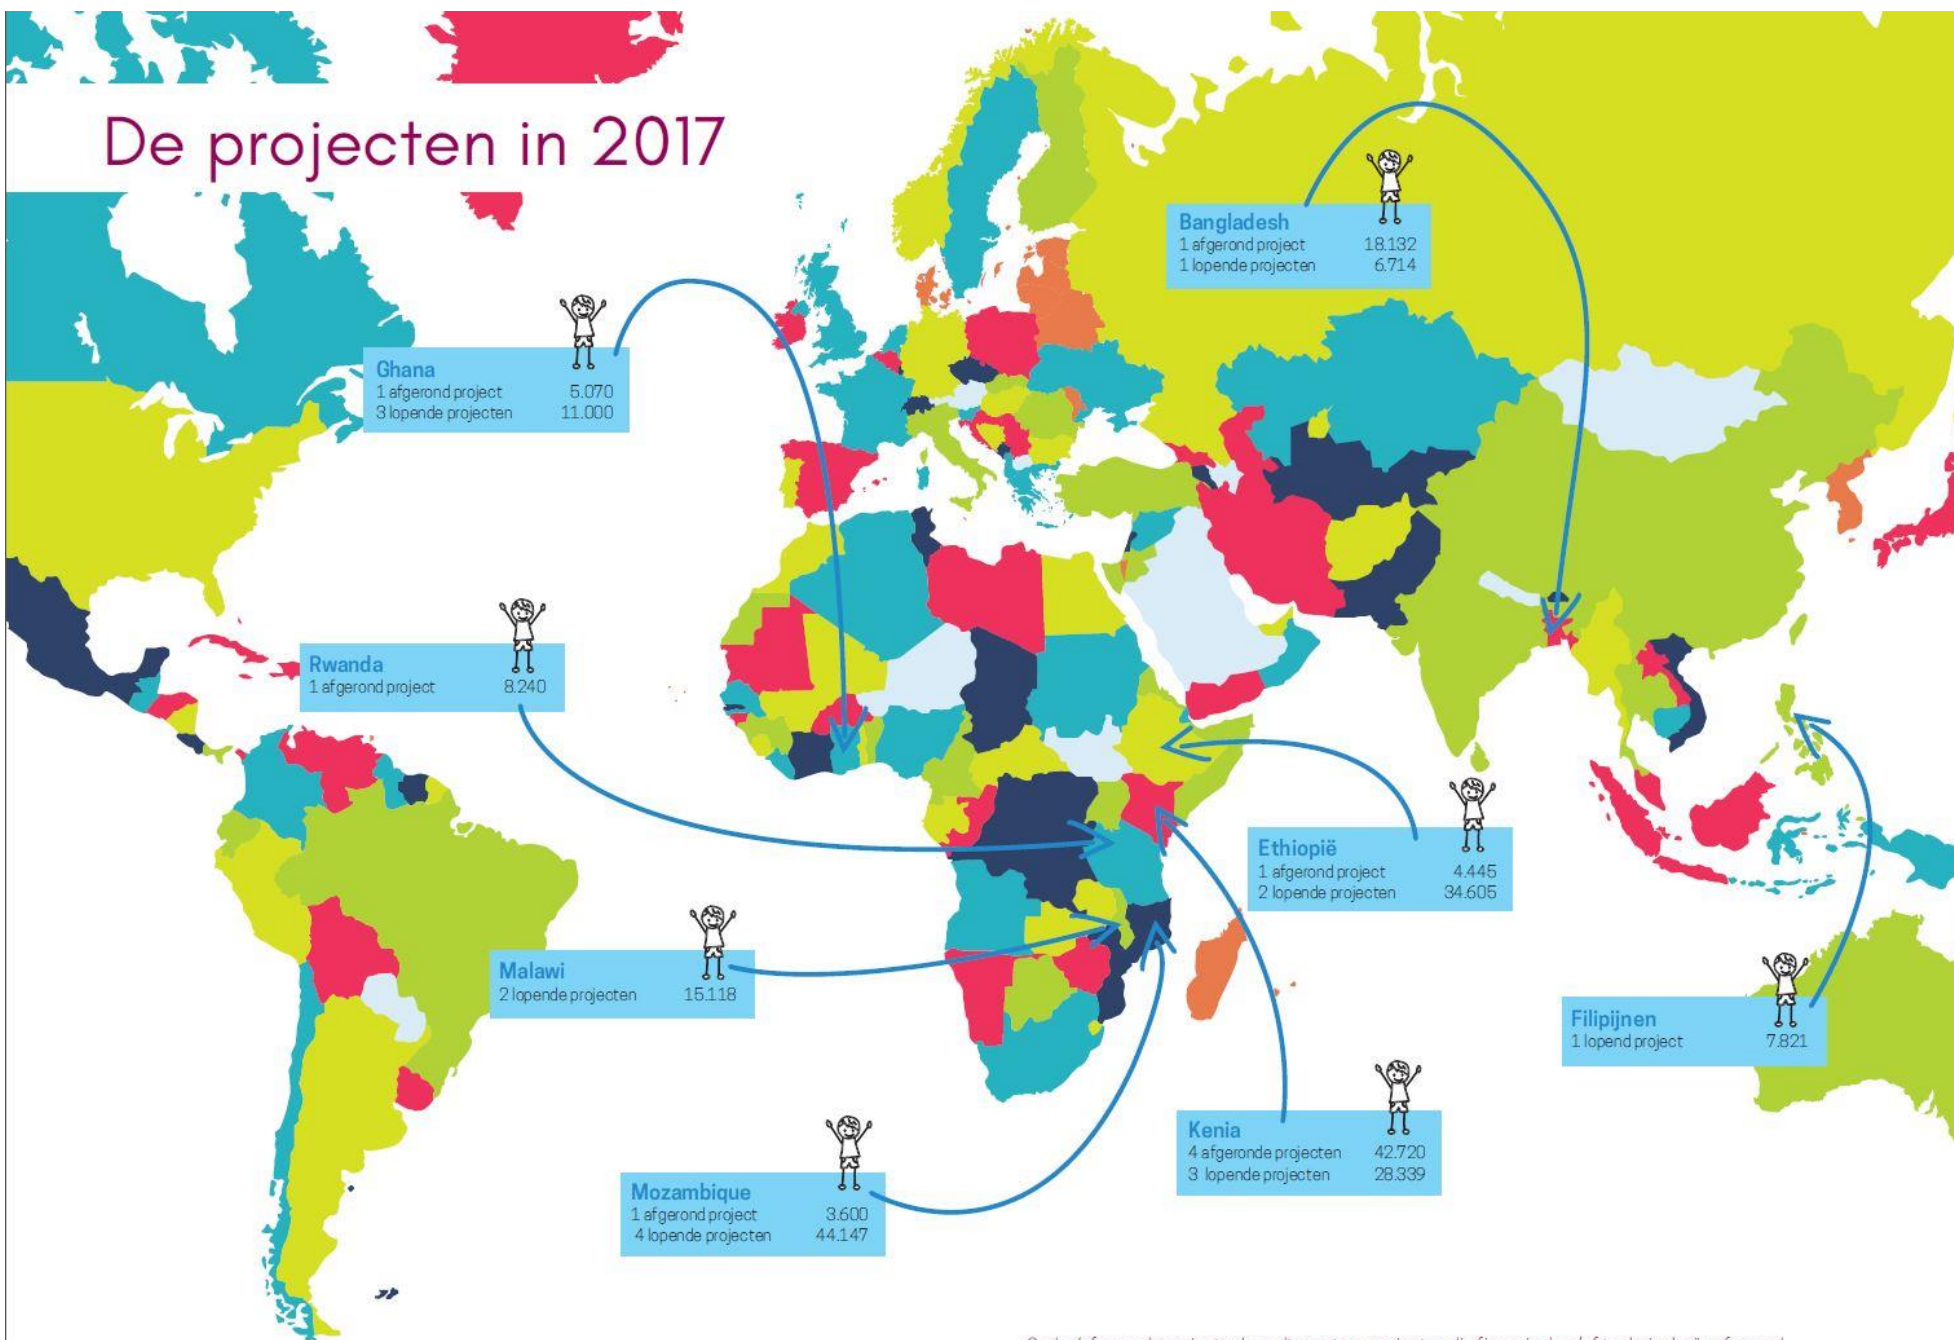 De projecten in 2017
Bangladesh
1 afgerond project 18.132
1 lopende projecten 6.714
Ghana
1 afgerond project 5.070
3 lopende projecten 11.000
Rwanda
1 afgerond project 8.240
Ethiopië
1 afgerond project 4.445
2 lopende projecten 34.605
Malawi
2 lopende projecten 15.118
Filipijnen
1 lopend project 7.821
Kenia
4 afgeronde projecten 42.720
3 lopende projecten 28.339
Mozambique
1 afgerond project 3.600
4 lopende projecten 44.147